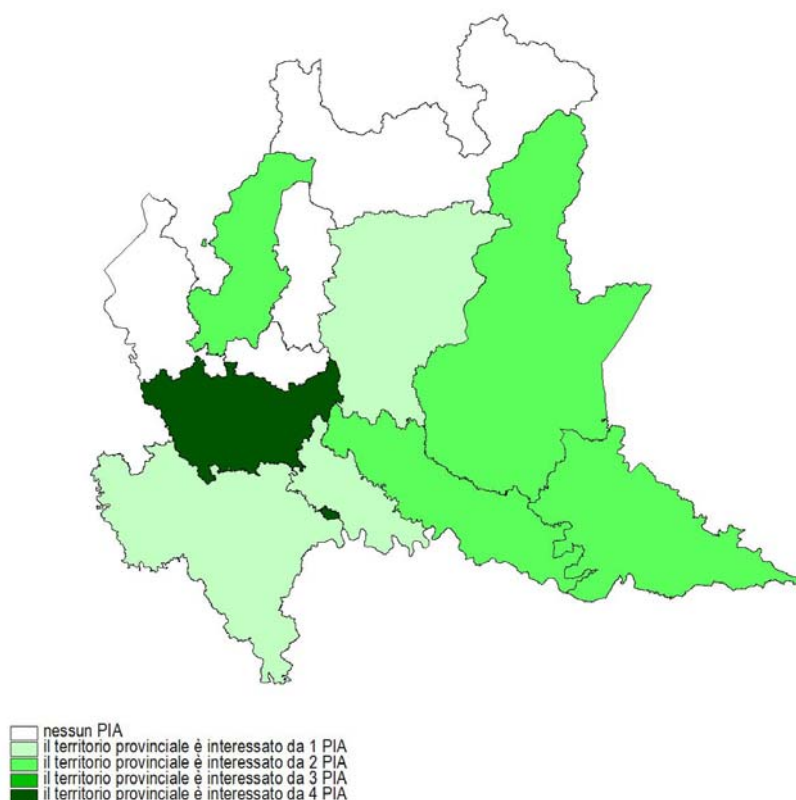 nessun PIA
il territorio provinciale è interessato da 1 PIA
il territorio provinciale è interessato da 2 PIA
il territorio provinciale è interessato da 3 PIA
il territorio provinciale è interessato da 4 PIA